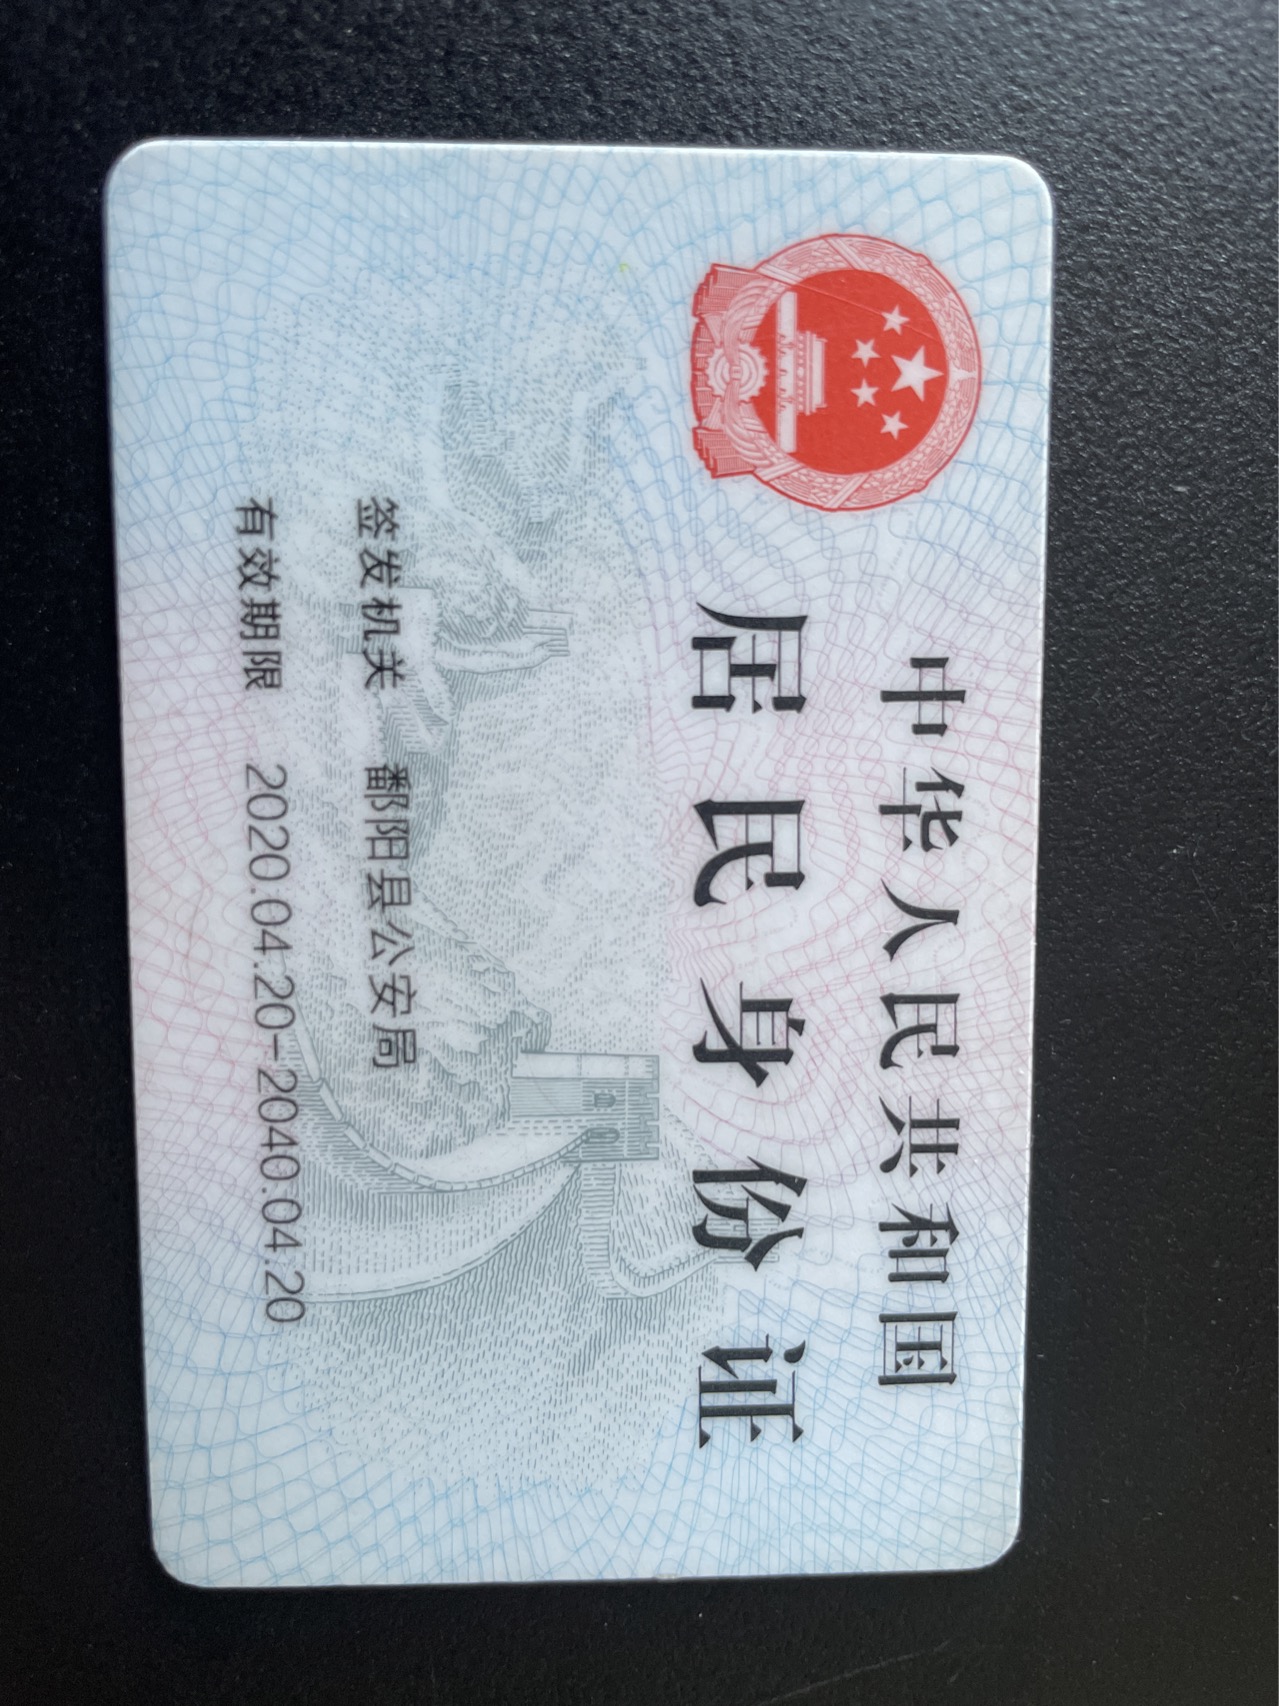 中华人民共和国
居民身份证
签发机关 鄱阳县公安局
有效期限 2020.04.20-2040.04.20